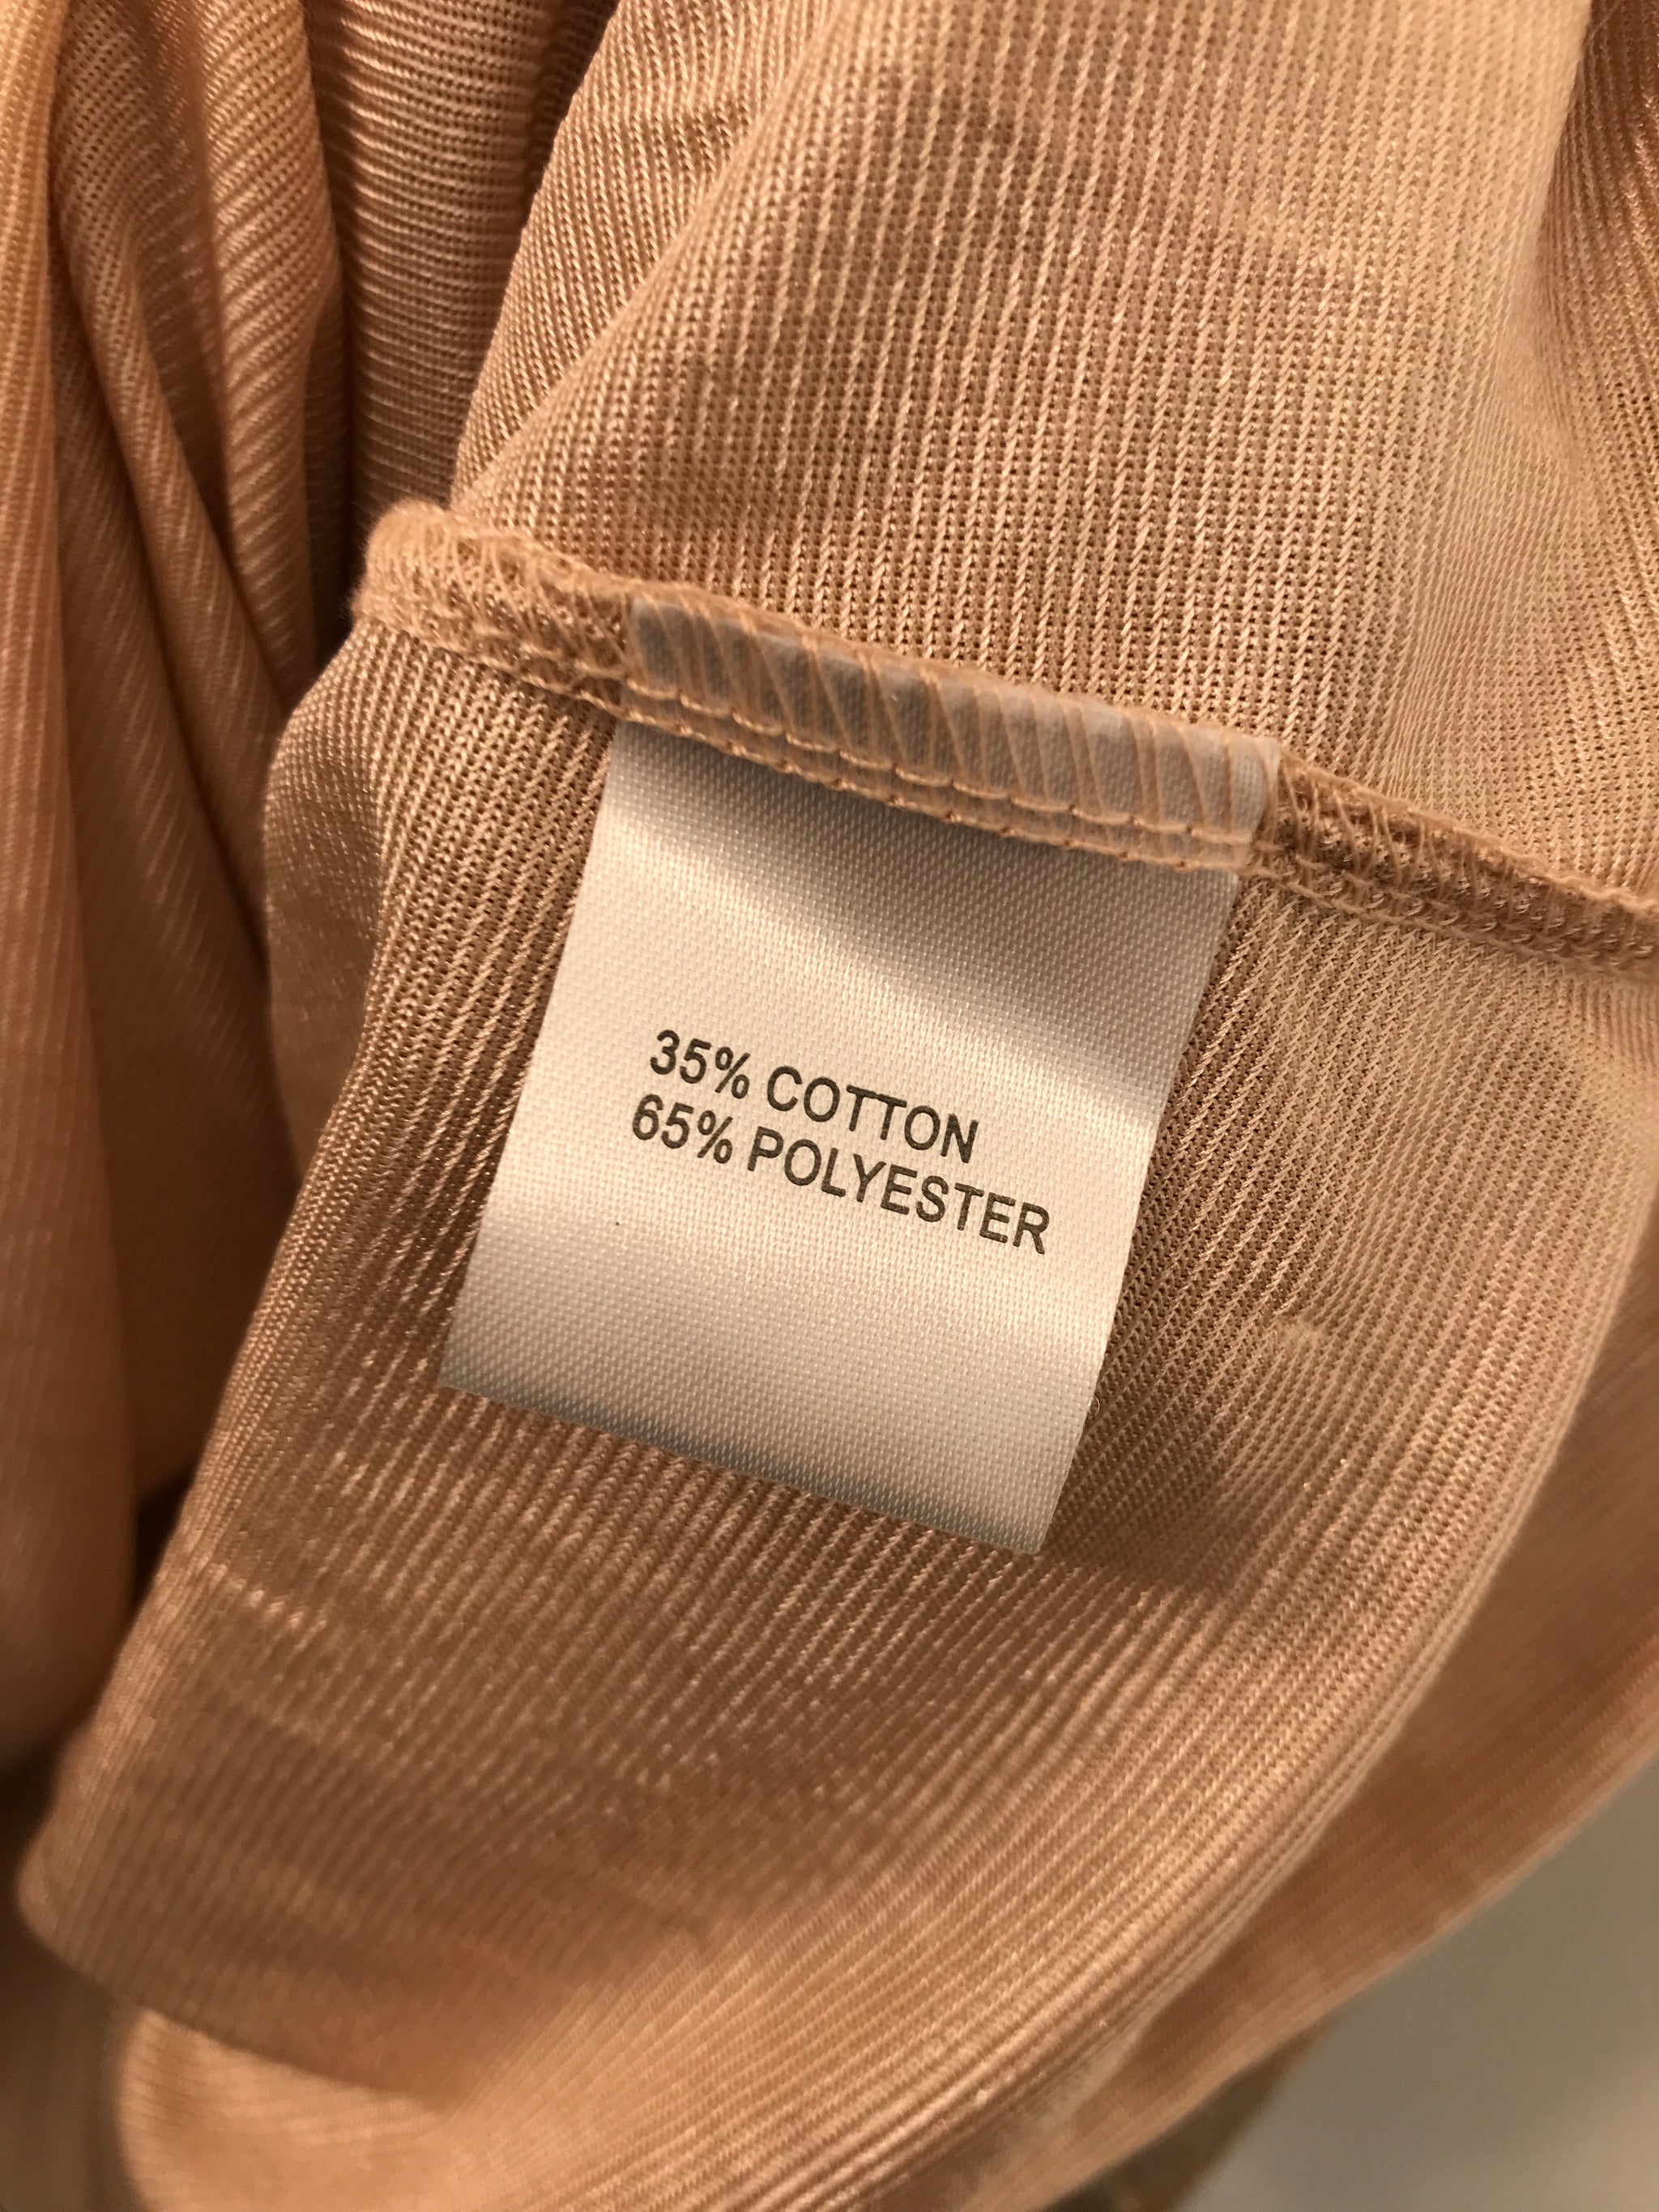 35% COTTON
65% POLYESTER